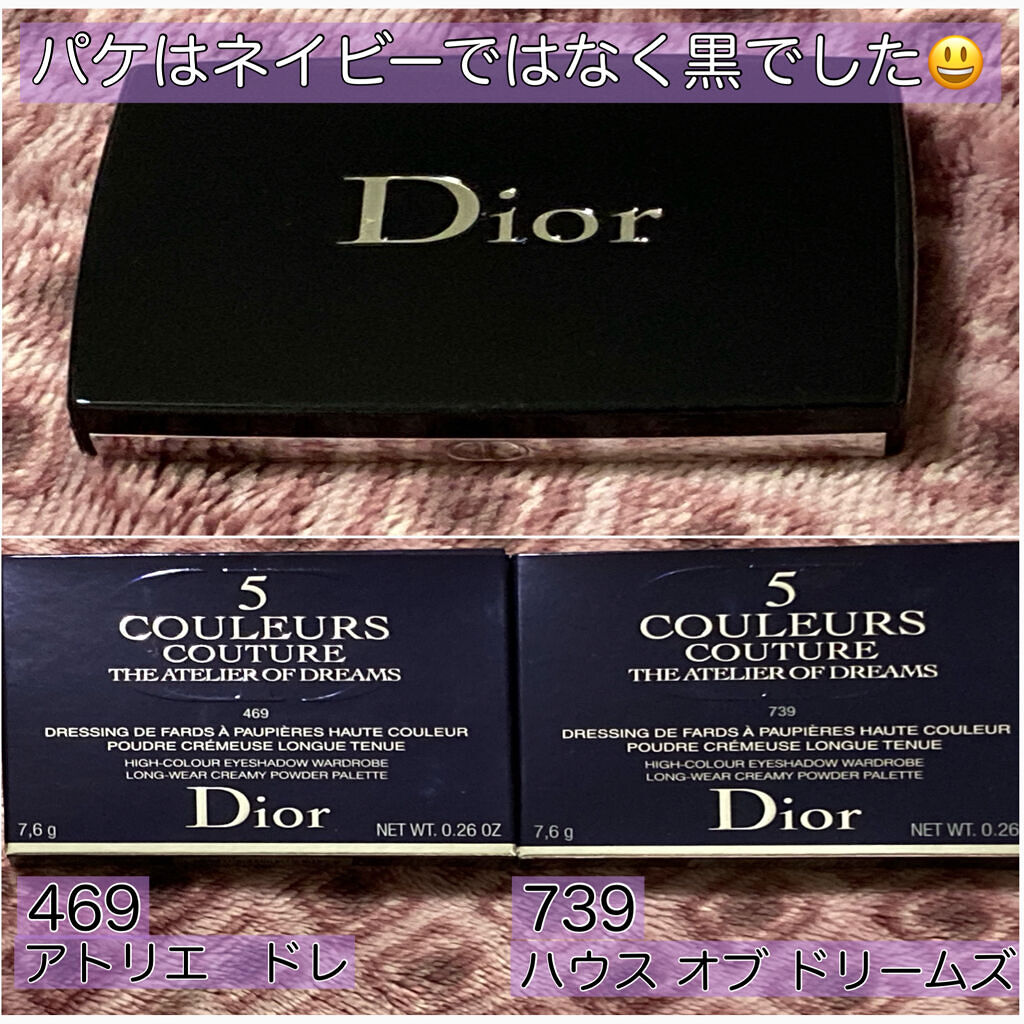 パケはネイビーではなく黒でした😃
Dior
5
COULEURS
COUTURE
THE ATELIER OF DREAMS
469
DRESSING DE FARDS À PAUPIÈRES HAUTE COULEUR
POUDRE CRÉMEUSE LONGUE TENUE
HIGH-COLOUR EYESHADOW WARDROBE
LONG-WEAR CREAMY POWDER PALETTE
Dior
7,6 g
NET WT. 0.26 OZ
5
COULEURS
COUTURE
THE ATELIER OF DREAMS
739
DRESSING DE FARDS À PAUPIÈRES HAUTE COULEUR
POUDRE CRÉMEUSE LONGUE TENUE
HIGH-COLOUR EYESHADOW WARDROBE
LONG-WEAR CREAMY POWDER PALETTE
Dior
7,6 g
NET WT. 0.26
469
アトリエ　ドレ
739
ハウス オブ ドリームズ